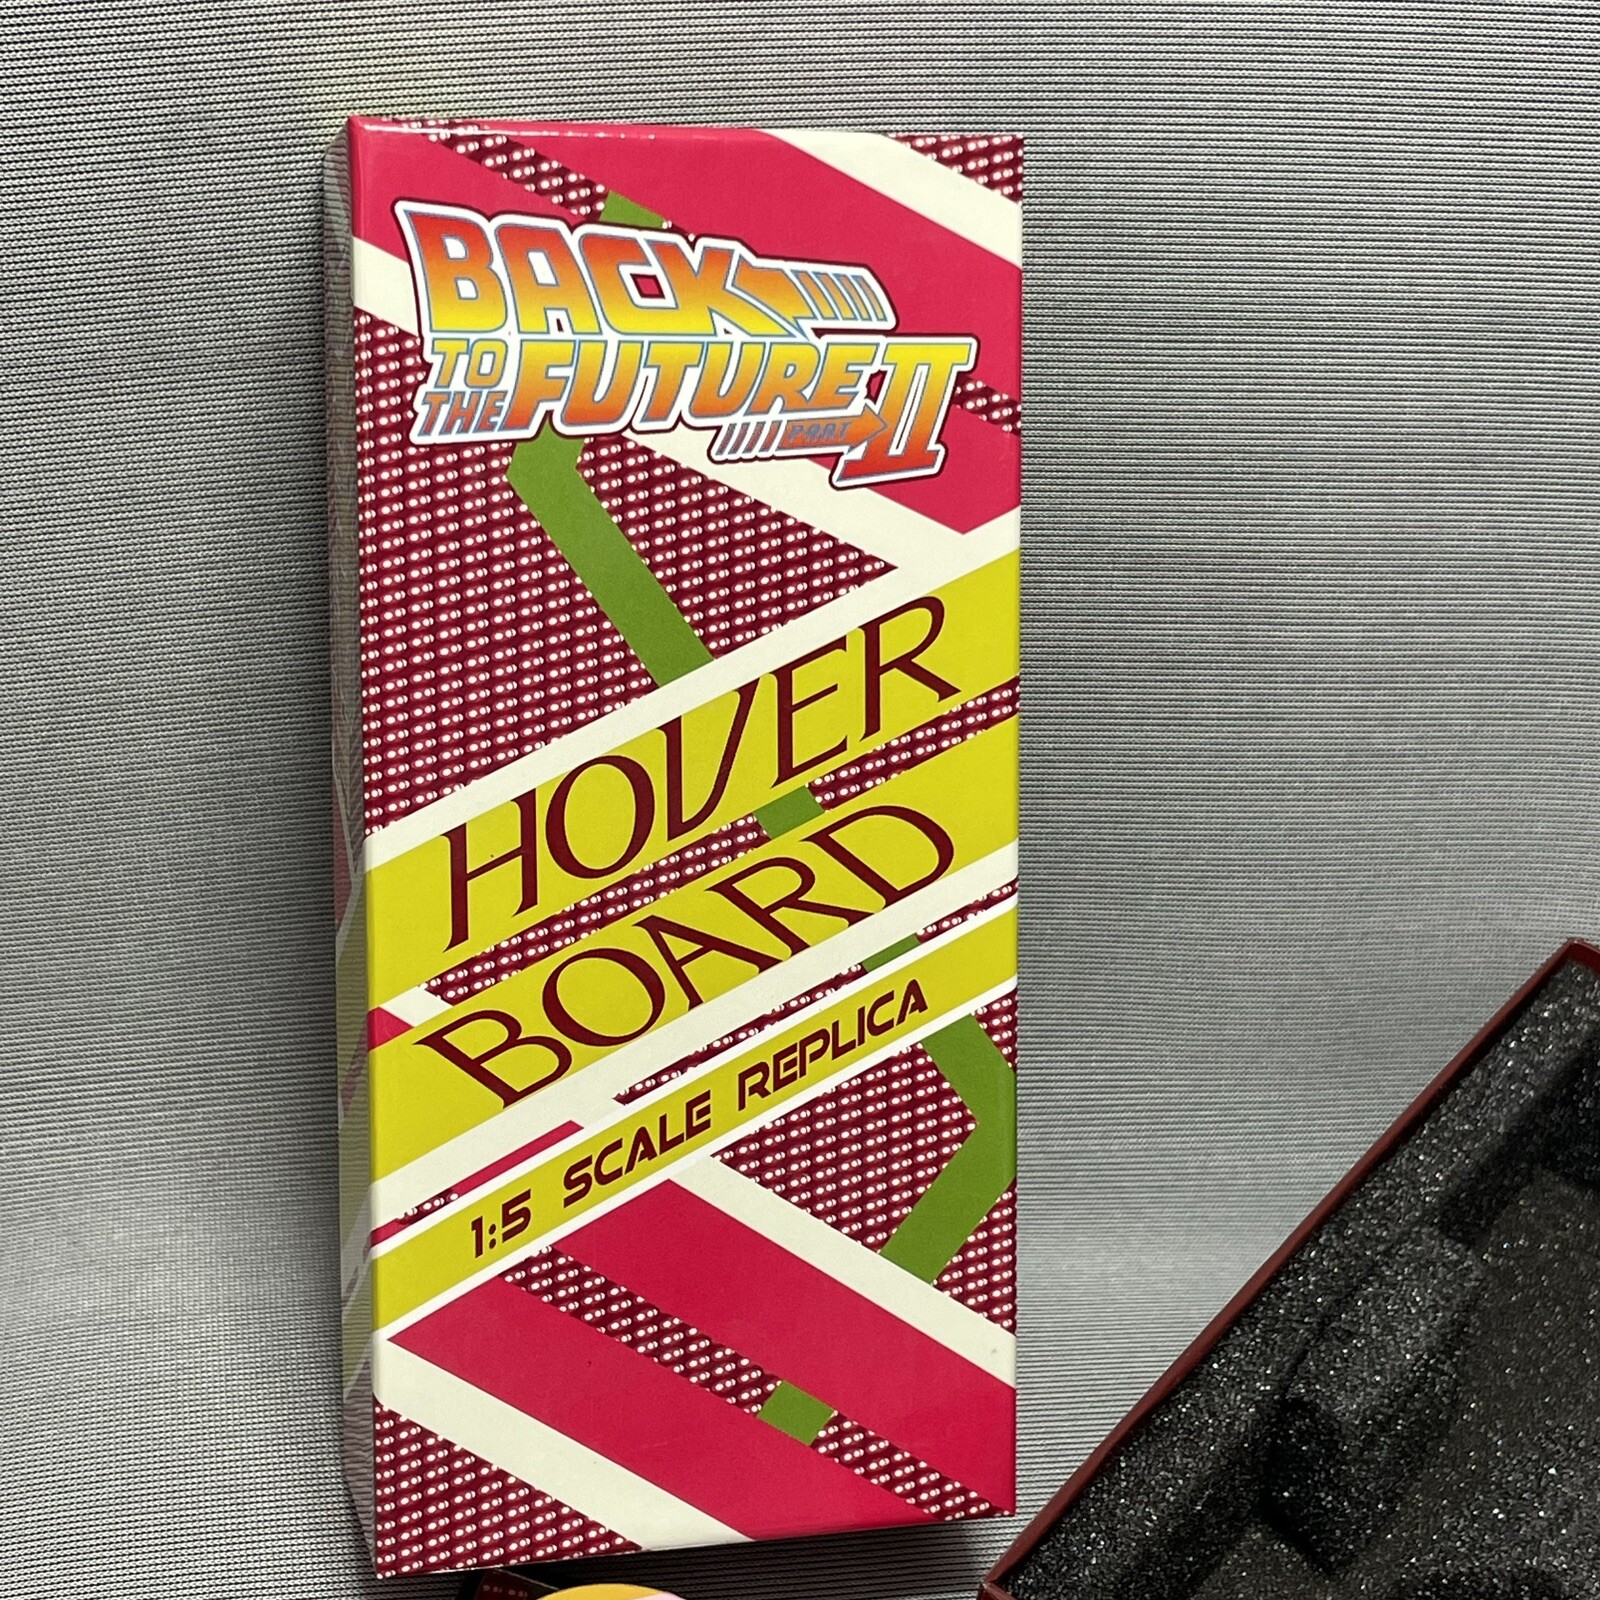 BACK
TO THE FUTURE
PART II
HOVER
BOARD
1:5 SCALE REPLICA